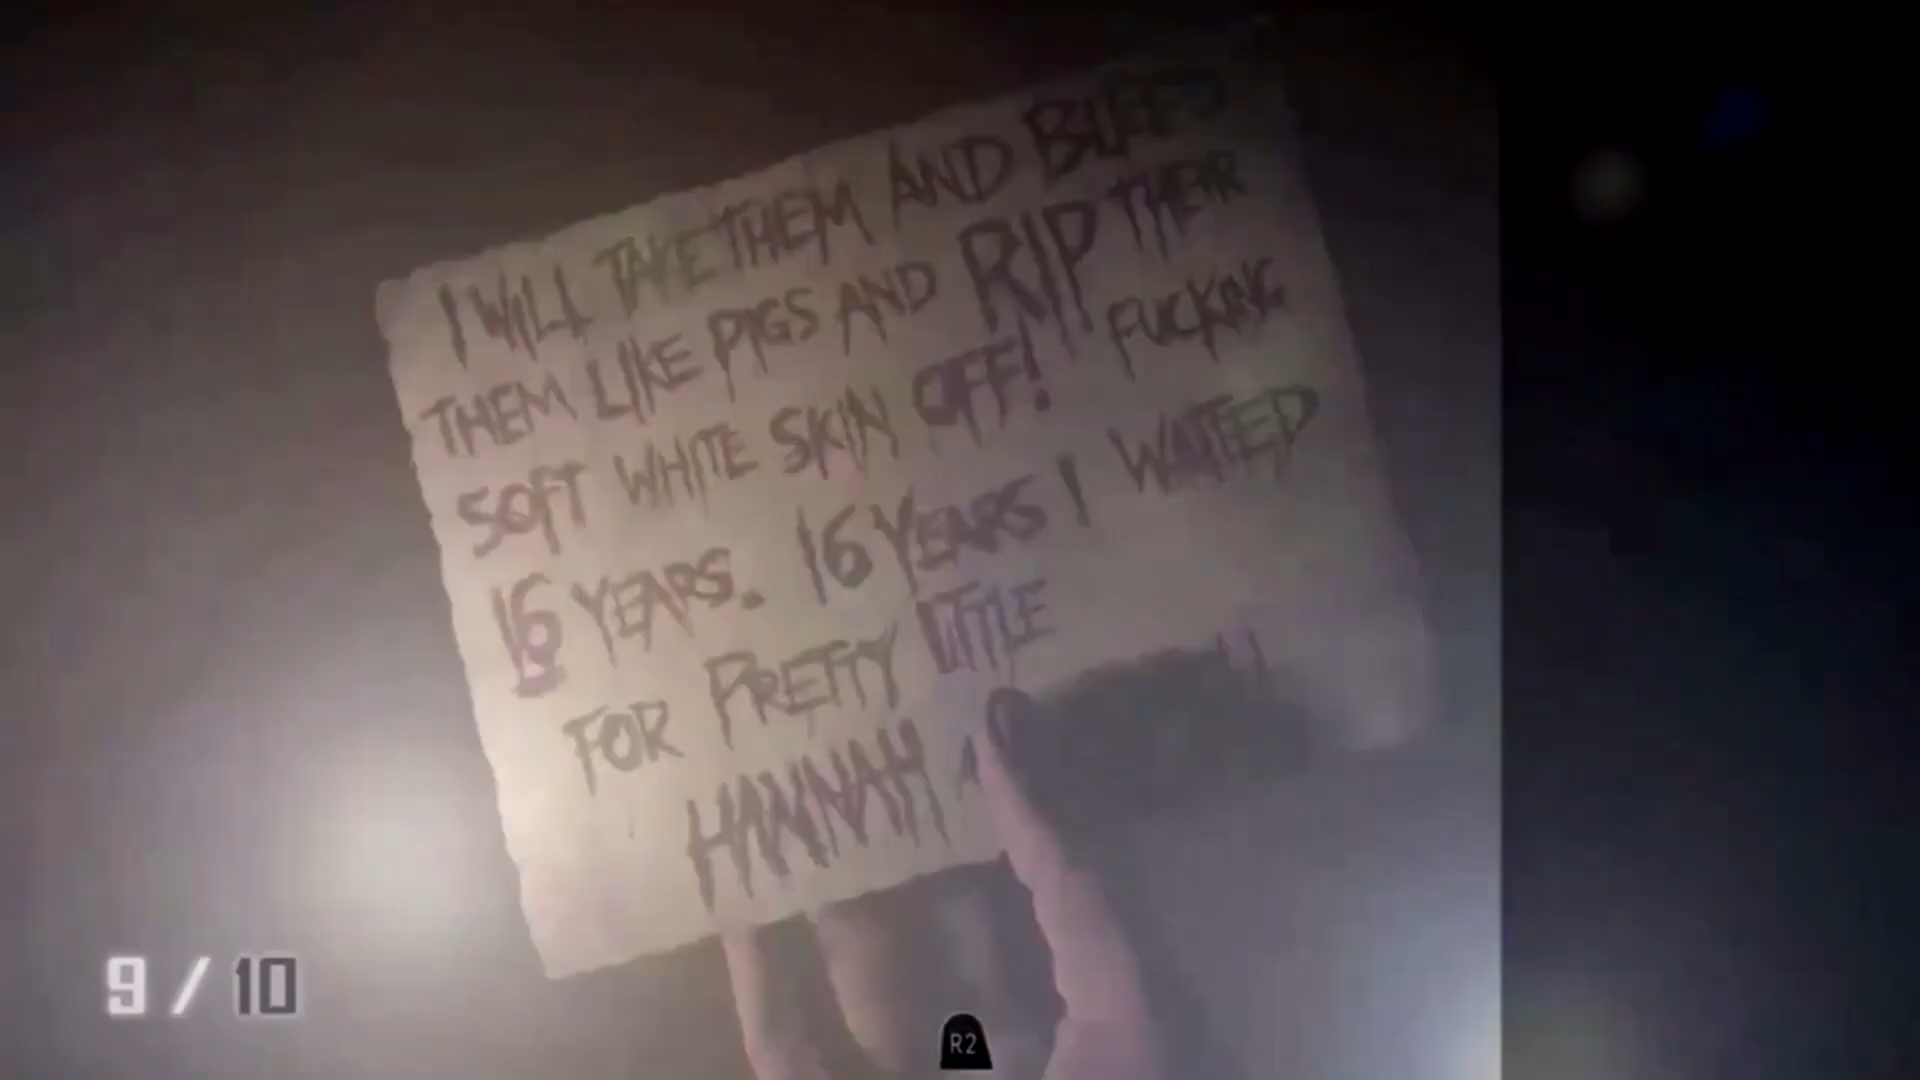 I WILL TAKE THEM AND BLEED
THEM LIKE PIGS AND RIP THEIR
SOFT WHITE SKIN OFF! FUCKING
16 YEARS. 16 YEARS I WAITED
FOR PRETTY LITTLE
HANNAH
9 / 10
R2